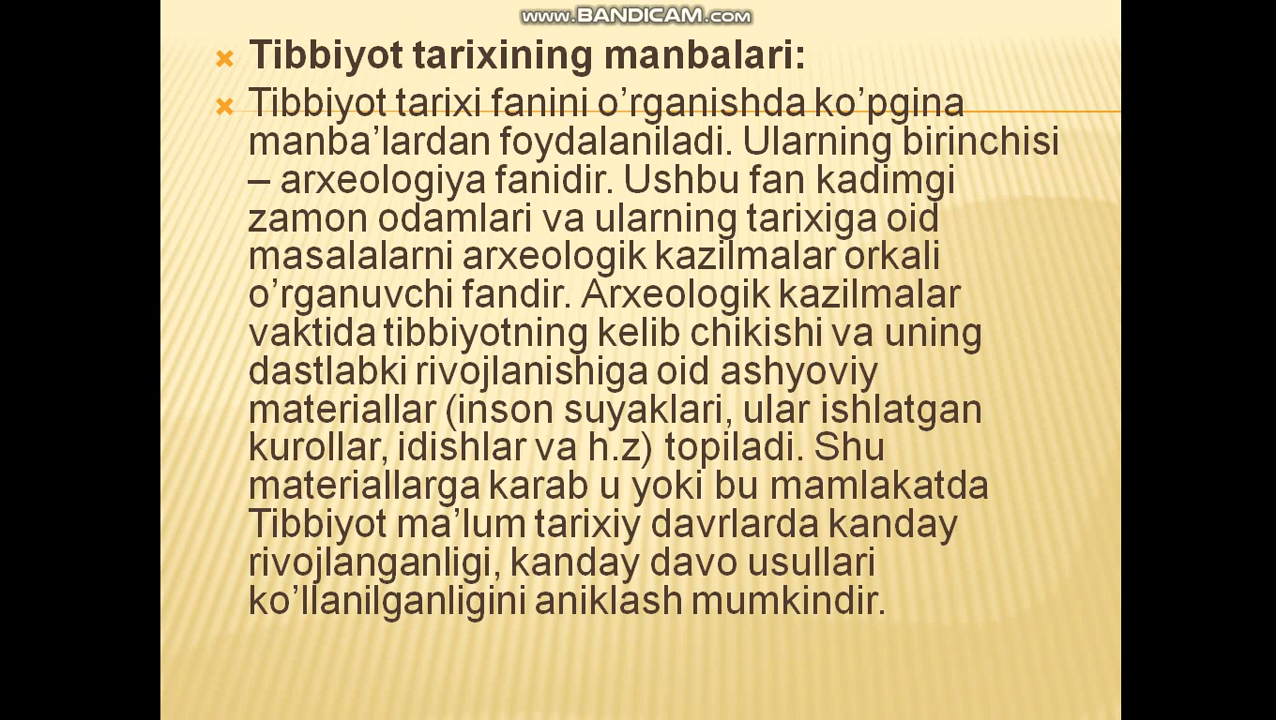 www.BANDICAM.com
Tibbiyot tarixining manbalari:
Tibbiyot tarixi fanini o’rganishda ko’pgina
manba’lardan foydalaniladi. Ularning birinchisi
– arxeologiya fanidir. Ushbu fan kadimgi
zamon odamlari va ularning tarixiga oid
masalalarni arxeologik kazilmalar orkali
o’rganuvchi fandir. Arxeologik kazilmalar
vaktida tibbiyotning kelib chikishi va uning
dastlabki rivojlanishiga oid ashyoviy
materiallar (inson suyaklari, ular ishlatgan
kurollar, idishlar va h.z) topiladi. Shu
materiallarga karab u yoki bu mamlakatda
Tibbiyot ma’lum tarixiy davrlarda kanday
rivojlanganligi, kanday davo usullari
ko’llanilganligini aniklash mumkindir.